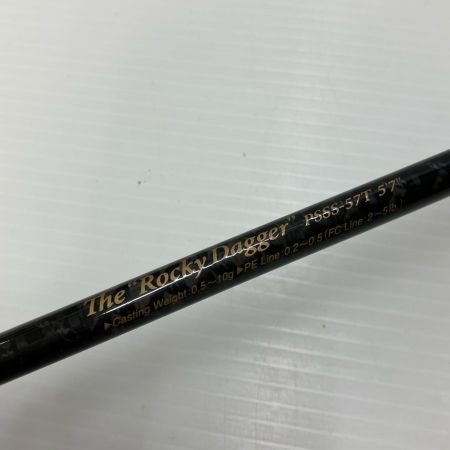 The "Rocky Dagger" PSSS-57T 5'7"
▶Casting Weight:0.5~10g ▶PE Line:0.2~0.5(FC Line:2~5lb.)